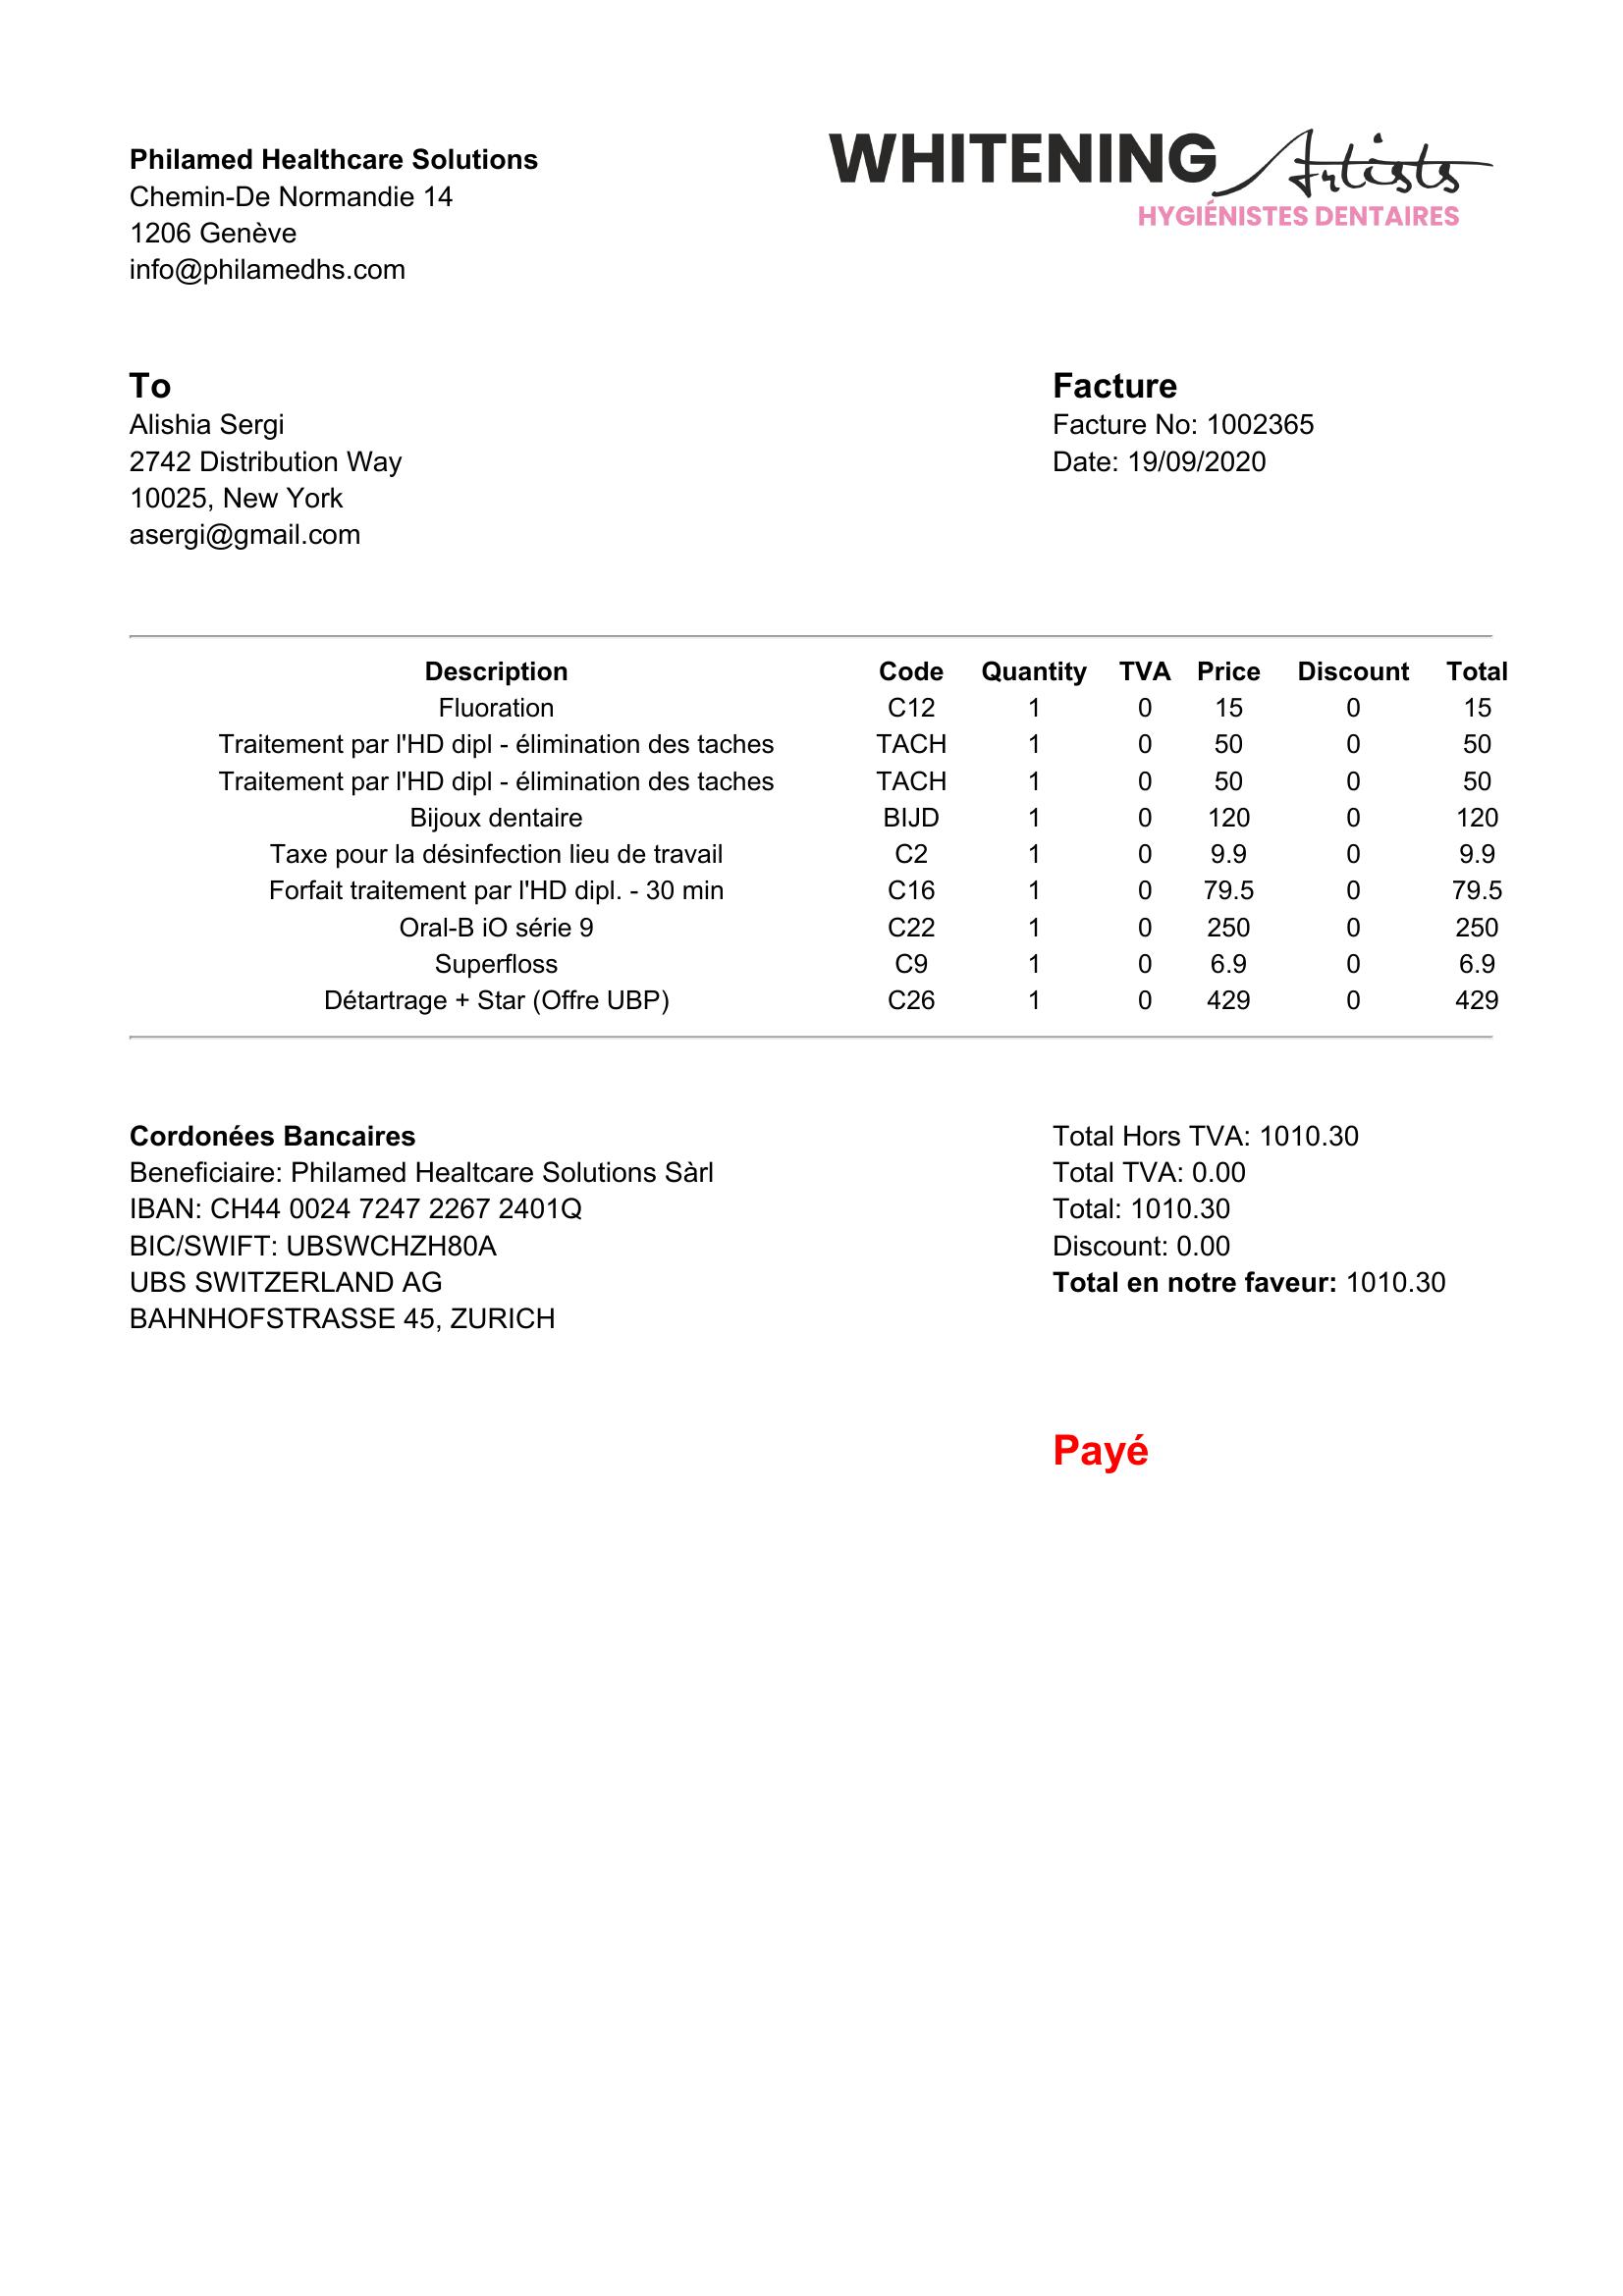 Philamed Healthcare Solutions
Chemin-De Normandie 14
1206 Genève
info@philamedhs.com
WHITENING Artists
HYGIÉNISTES DENTAIRES
To
Alishia Sergi
2742 Distribution Way
10025, New York
asergi@gmail.com
Facture
Facture No: 1002365
Date: 19/09/2020
Description Code Quantity TVA Price Discount Total
Fluoration C12 1 0 15 0 15
Traitement par l'HD dipl - élimination des taches TACH 1 0 50 0 50
Traitement par l'HD dipl - élimination des taches TACH 1 0 50 0 50
Bijoux dentaire BIJD 1 0 120 0 120
Taxe pour la désinfection lieu de travail C2 1 0 9.9 0 9.9
Forfait traitement par l'HD dipl. - 30 min C16 1 0 79.5 0 79.5
Oral-B iO série 9 C22 1 0 250 0 250
Superfloss C9 1 0 6.9 0 6.9
Détartrage + Star (Offre UBP) C26 1 0 429 0 429
Cordonées Bancaires
Beneficiaire: Philamed Healtcare Solutions Sàrl
IBAN: CH44 0024 7247 2267 2401Q
BIC/SWIFT: UBSWCHZH80A
UBS SWITZERLAND AG
BAHNHOFSTRASSE 45, ZURICH
Total Hors TVA: 1010.30
Total TVA: 0.00
Total: 1010.30
Discount: 0.00
Total en notre faveur: 1010.30
Payé